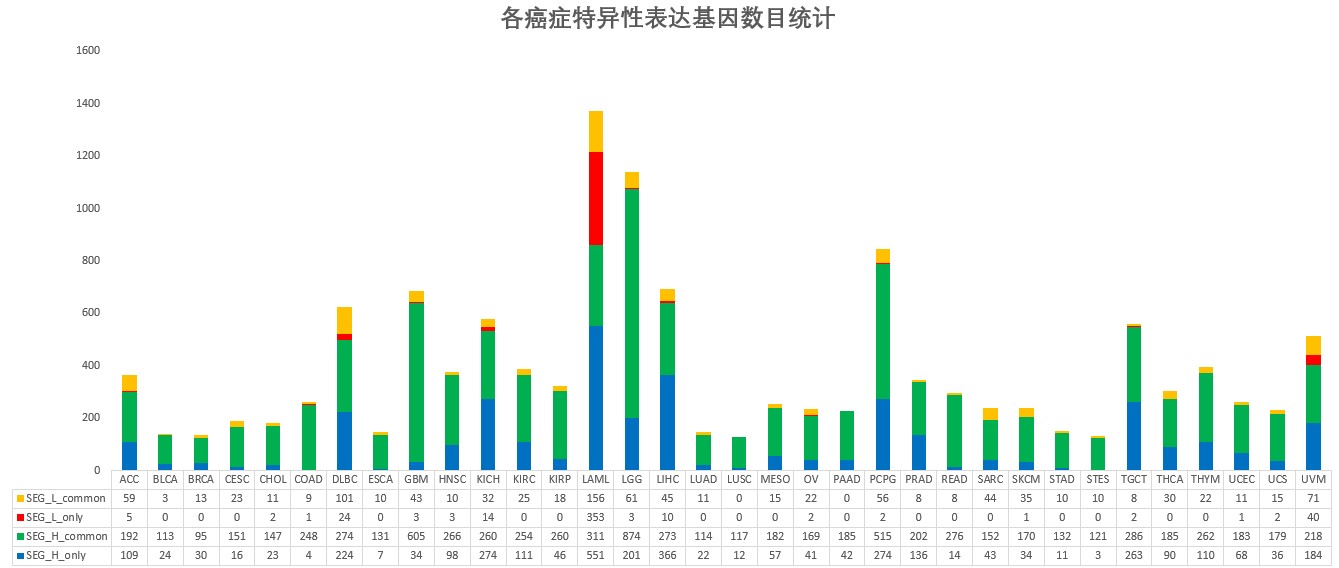 各癌症特异性表达基因数目统计
1600
1400
1200
1000
800
600
400
200
0
ACC BLCA BRCA CESC CHOL COAD DLBC ESCA GBM HNSC KICH KIRC KIRP LAML LGG LIHC LUAD LUSC MESO OV PAAD PCPG PRAD READ SARC SKCM STAD STES TGCT THCA THYM UCEC UCS UVM
SEG_L_common 59 3 13 23 11 9 101 10 43 10 32 25 18 156 61 45 11 0 15 22 0 56 8 8 44 35 10 10 8 30 22 11 15 71
SEG_L_only 5 0 0 0 2 1 24 0 3 3 14 0 0 353 3 10 0 0 0 2 0 2 0 0 0 1 0 0 2 0 0 1 2 40
SEG_H_common 192 113 95 151 147 248 274 131 605 266 260 254 260 311 874 273 114 117 182 169 185 515 202 276 152 170 132 121 286 185 262 183 179 218
SEG_H_only 109 24 30 16 23 4 224 7 34 98 274 111 46 551 201 366 22 12 57 41 42 274 136 14 43 34 11 3 263 90 110 68 36 184